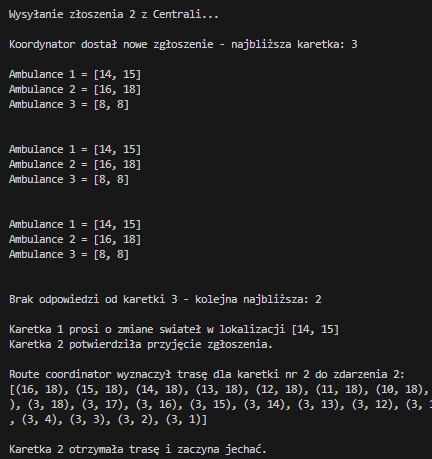 Wysyłanie złoszenia 2 z Centrali...
Koordynator dostał nowe zgłoszenie - najbliższa karetka: 3
Ambulance 1 = [14, 15]
Ambulance 2 = [16, 18]
Ambulance 3 = [8, 8]
Ambulance 1 = [14, 15]
Ambulance 2 = [16, 18]
Ambulance 3 = [8, 8]
Ambulance 1 = [14, 15]
Ambulance 2 = [16, 18]
Ambulance 3 = [8, 8]
Brak odpowiedzi od karetki 3 - kolejna najbliższa: 2
Karetka 1 prosi o zmiane swiateł w lokalizacji [14, 15]
Karetka 2 potwierdziła przyjęcie zgłoszenia.
Route coordinator wyznaczył trasę dla karetki nr 2 do zdarzenia 2:
[(16, 18), (15, 18), (14, 18), (13, 18), (12, 18), (11, 18), (10, 18),
), (3, 18), (3, 17), (3, 16), (3, 15), (3, 14), (3, 13), (3, 12), (3, 1
, (3, 4), (3, 3), (3, 2), (3, 1)]
Karetka 2 otrzymała trasę i zaczyna jechać.